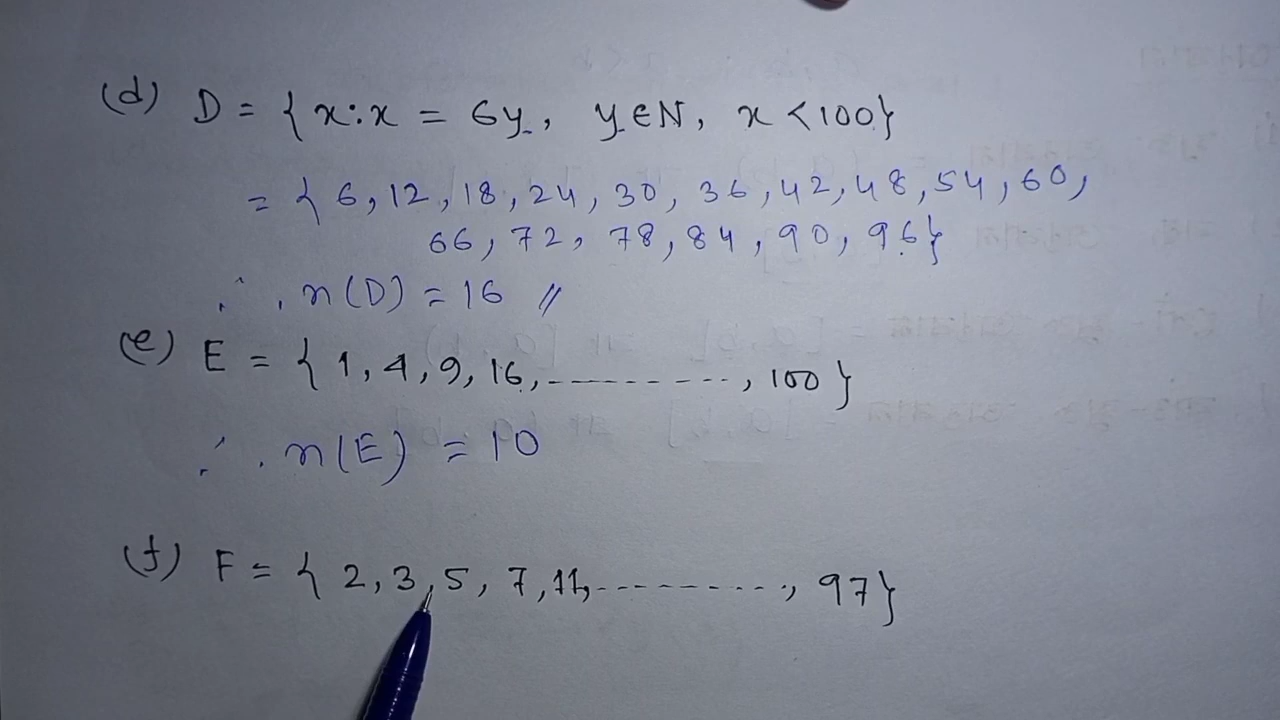 (d) D = { x : x = 6y, y ∈ N, x < 100}
= { 6, 12, 18, 24, 30, 36, 42, 48, 54, 60,
66, 72, 78, 84, 90, 96}
∴ n(D) = 16 //
(e) E = { 1, 4, 9, 16, ---------, 100 }
∴ n(E) = 10
(f) F = { 2, 3, 5, 7, 11, ---------, 97}